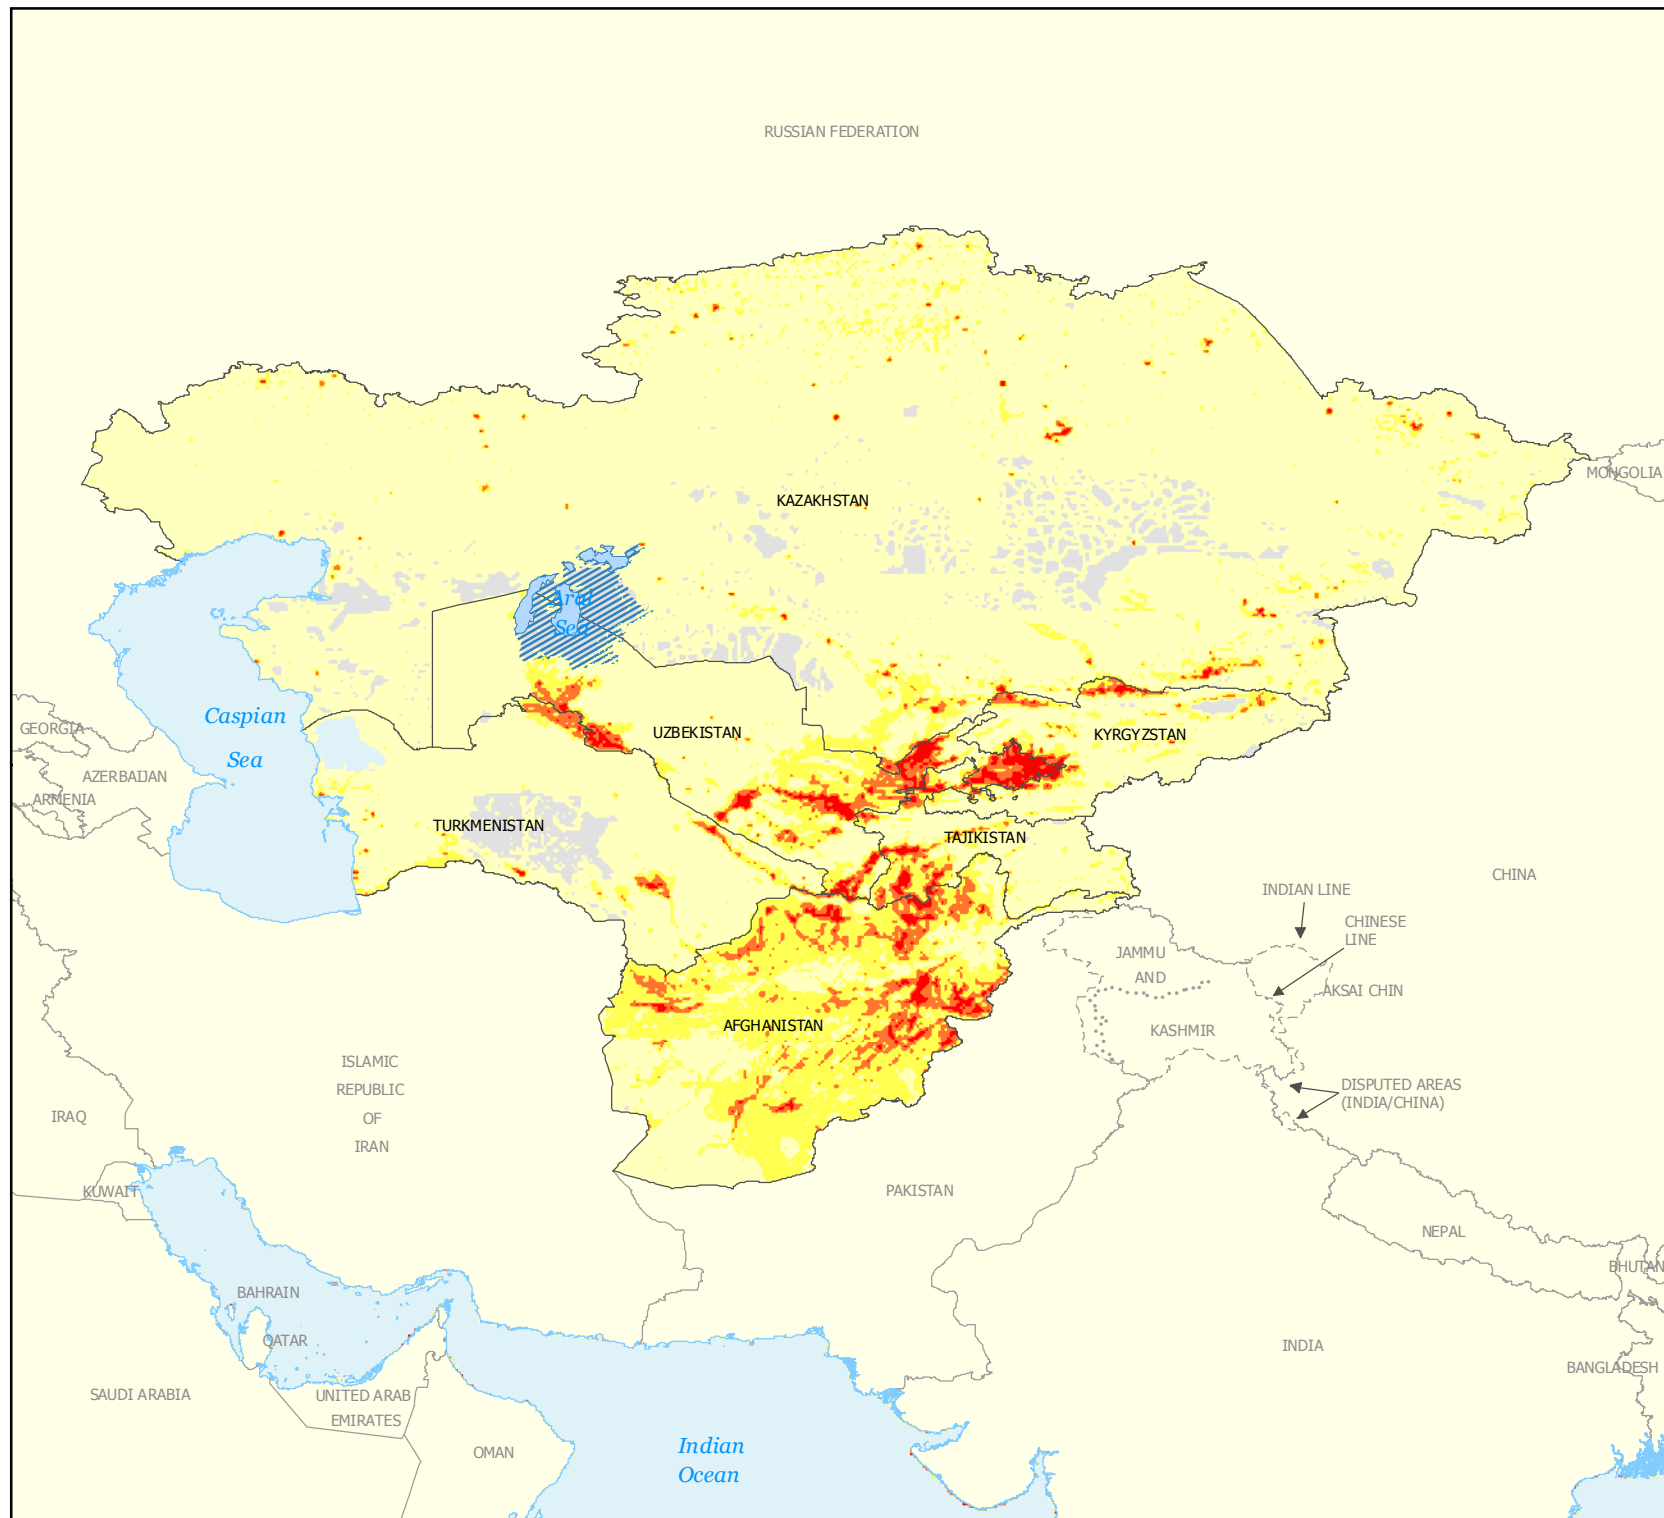 RUSSIAN FEDERATION
MONGOLIA
KAZAKHSTAN
Aral
Sea
Caspian
Sea
GEORGIA
UZBEKISTAN
KYRGYZSTAN
AZERBAIJAN
ARMENIA
TURKMENISTAN
TAJIKISTAN
CHINA
INDIAN LINE
CHINESE
LINE
JAMMU
AND
KASHMIR
AKSAI CHIN
AFGHANISTAN
ISLAMIC
REPUBLIC
OF
IRAN
DISPUTED AREAS
(INDIA/CHINA)
IRAQ
KUWAIT
PAKISTAN
NEPAL
BHUTAN
BAHRAIN
QATAR
INDIA
BANGLADESH
SAUDI ARABIA
UNITED ARAB
EMIRATES
OMAN
Indian
Ocean